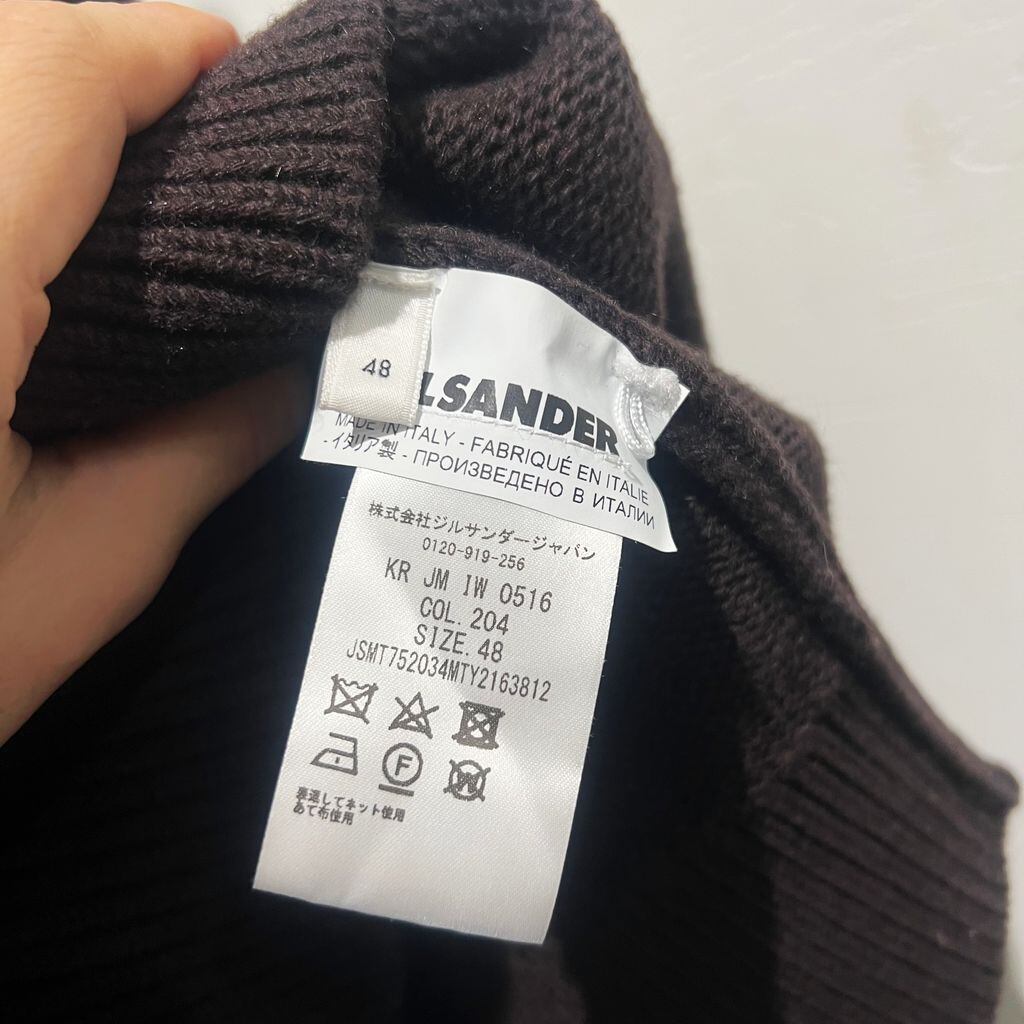 48
LSANDER
MADE IN ITALY - FABRIQUÉ EN ITALIE
- イタリア製 - ПРОИЗВЕДЕНО В ИТАЛИИ
株式会社ジルサンダージャパン
0120-919-256
KR JM IW 0516
COL. 204
SIZE. 48
JSMT752034MTY2163812
F
W
裏返してネット使用
あて布使用